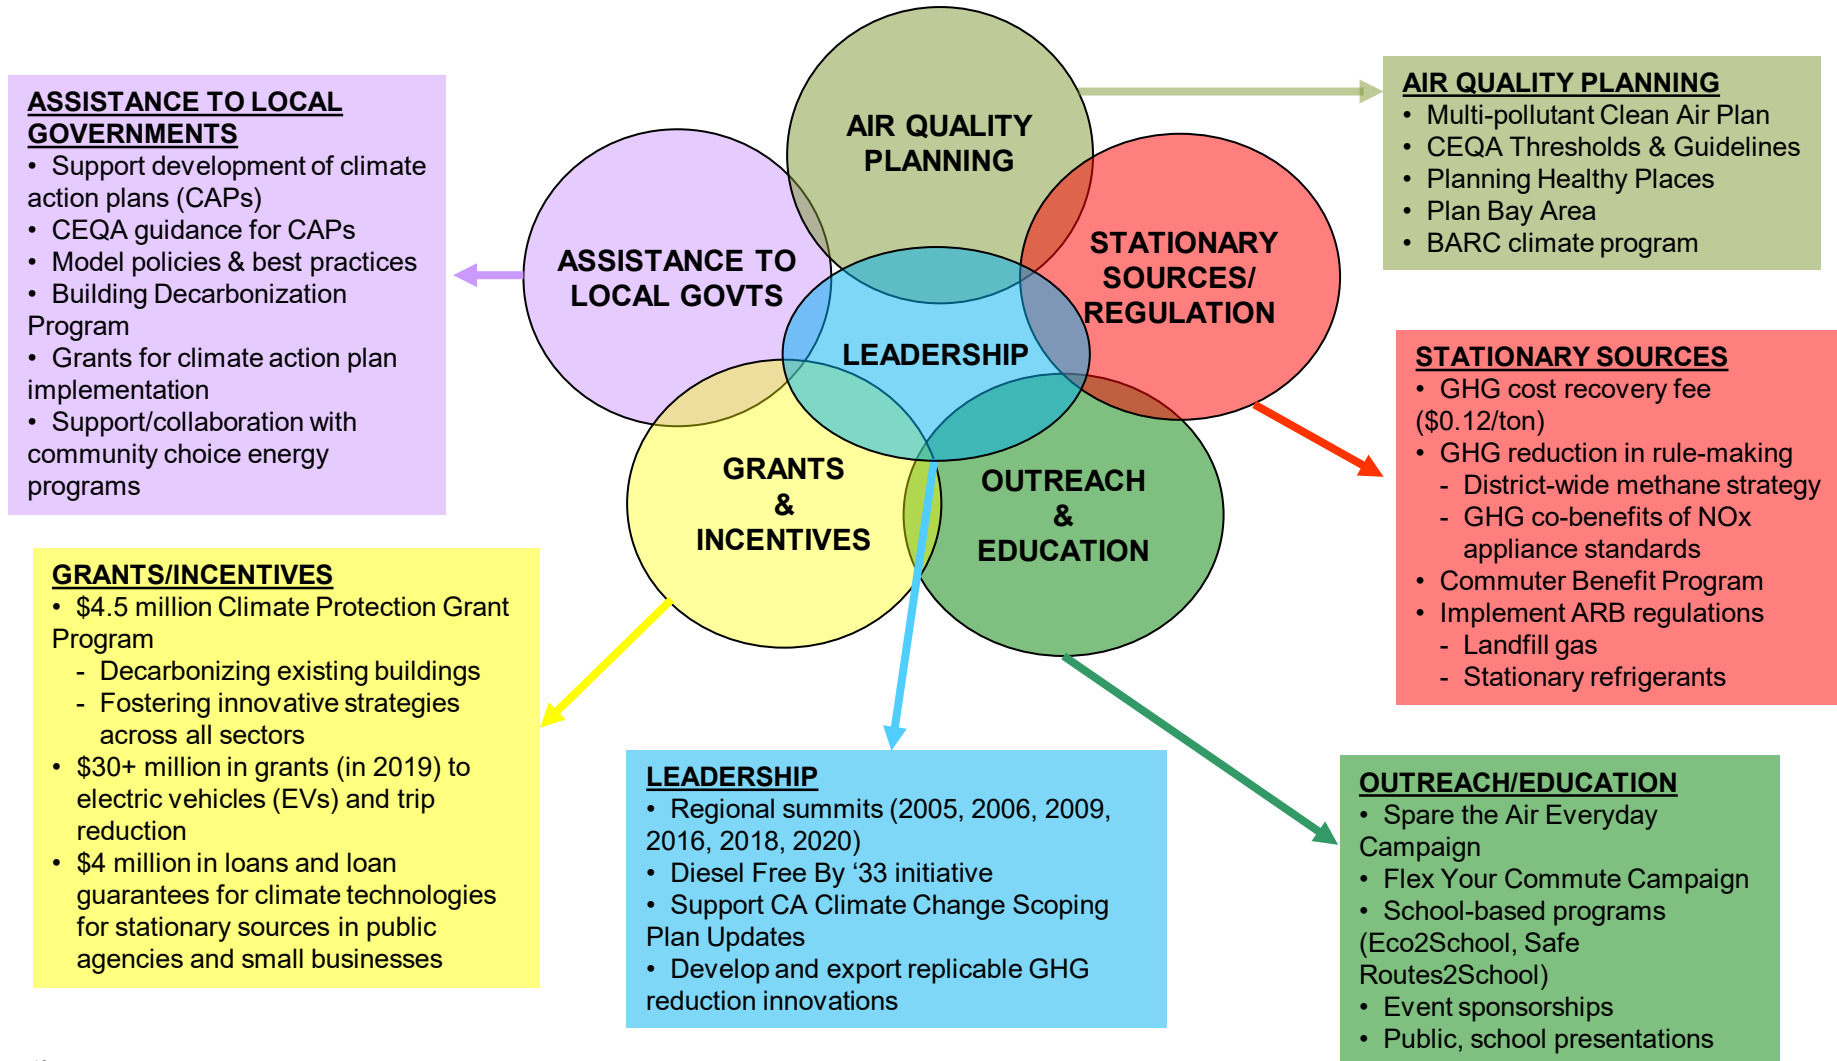 AIR QUALITY
PLANNING
ASSISTANCE TO
LOCAL GOVTS
STATIONARY
SOURCES/
REGULATION
LEADERSHIP
GRANTS
&
INCENTIVES
OUTREACH
&
EDUCATION
ASSISTANCE TO LOCAL
GOVERNMENTS
• Support development of climate
action plans (CAPs)
• CEQA guidance for CAPs
• Model policies & best practices
• Building Decarbonization
Program
• Grants for climate action plan
implementation
• Support/collaboration with
community choice energy
programs
AIR QUALITY PLANNING
• Multi-pollutant Clean Air Plan
• CEQA Thresholds & Guidelines
• Planning Healthy Places
• Plan Bay Area
• BARC climate program
STATIONARY SOURCES
• GHG cost recovery fee
($0.12/ton)
• GHG reduction in rule-making
- District-wide methane strategy
- GHG co-benefits of NOx
appliance standards
• Commuter Benefit Program
• Implement ARB regulations
- Landfill gas
- Stationary refrigerants
GRANTS/INCENTIVES
• $4.5 million Climate Protection Grant
Program
- Decarbonizing existing buildings
- Fostering innovative strategies
across all sectors
• $30+ million in grants (in 2019) to
electric vehicles (EVs) and trip
reduction
• $4 million in loans and loan
guarantees for climate technologies
for stationary sources in public
agencies and small businesses
LEADERSHIP
• Regional summits (2005, 2006, 2009,
2016, 2018, 2020)
• Diesel Free By ‘33 initiative
• Support CA Climate Change Scoping
Plan Updates
• Develop and export replicable GHG
reduction innovations
OUTREACH/EDUCATION
• Spare the Air Everyday
Campaign
• Flex Your Commute Campaign
• School-based programs
(Eco2School, Safe
Routes2School)
• Event sponsorships
• Public, school presentations